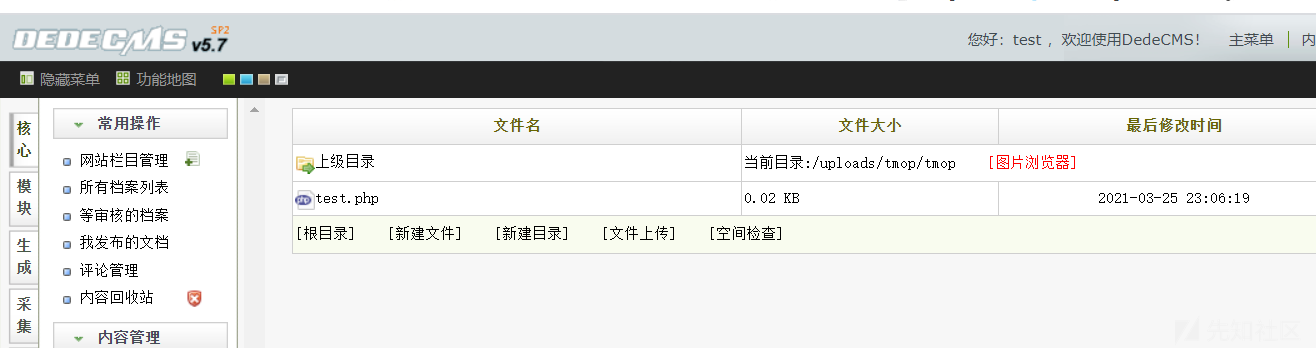 DEDECMS v5.7 SP2
您好：test ，欢迎使用DedeCMS！ 主菜单 内
隐藏菜单 功能地图
核心
模块
生成
采集
常用操作
网站栏目管理
所有档案列表
等审核的档案
我发布的文档
评论管理
内容回收站
内容管理
文件名 文件大小 最后修改时间
上级目录 当前目录:/uploads/tmop/tmop [图片浏览器]
test.php 0.02 KB 2021-03-25 23:06:19
[根目录] [新建文件] [新建目录] [文件上传] [空间检查]
先知社区